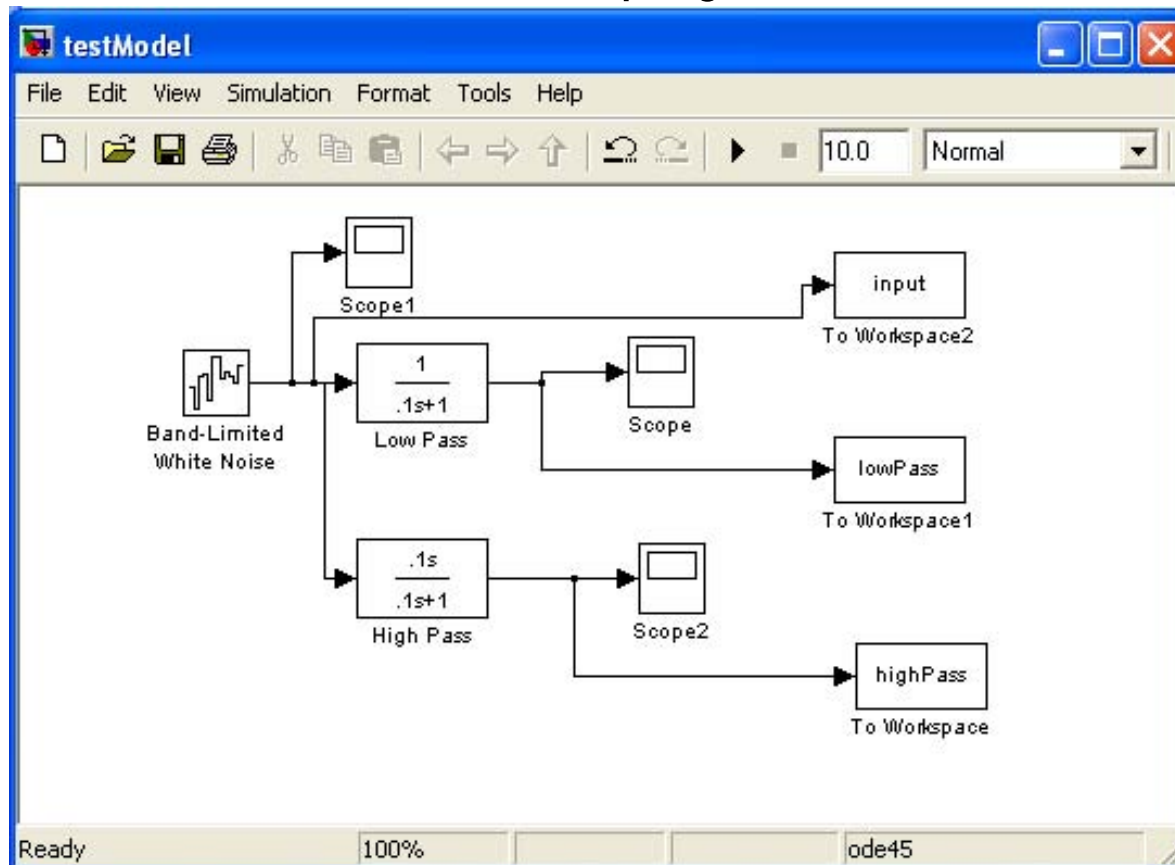 testModel
File Edit View Simulation Format Tools Help
10.0 Normal
Scope1
input
To Workspace2
1
.1s+1
Low Pass
Scope
Band-Limited
White Noise
lowPass
To Workspace1
.1s
.1s+1
High Pass
Scope2
highPass
To Workspace
Ready 100% ode45